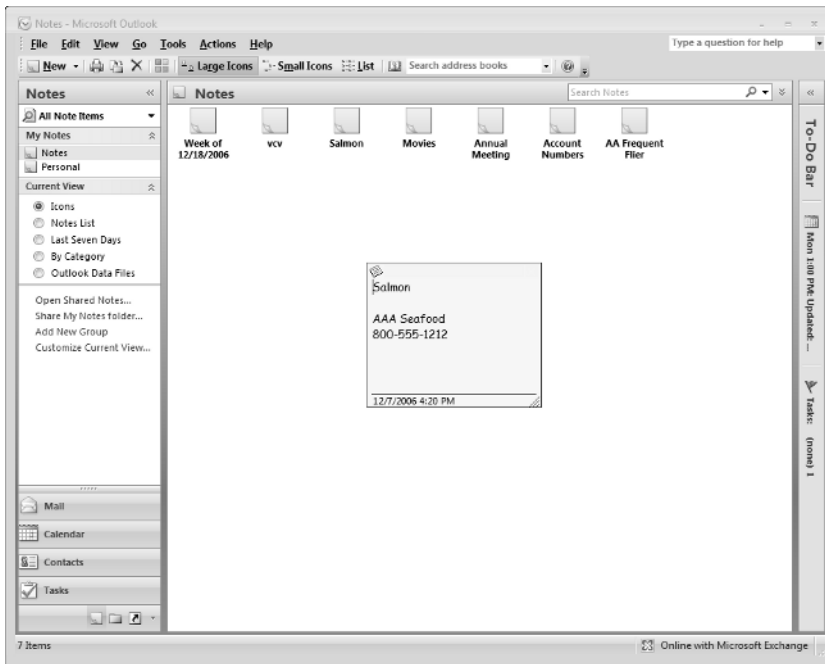 Notes - Microsoft Outlook
File Edit View Go Tools Actions Help
Type a question for help
New Large Icons Small Icons List Search address books
Notes
All Note Items
My Notes
Notes
Personal
Current View
Icons
Notes List
Last Seven Days
By Category
Outlook Data Files
Open Shared Notes...
Share My Notes folder...
Add New Group
Customize Current View...
Mail
Calendar
Contacts
Tasks
Notes
Search Notes
Week of
12/18/2006
vcv
Salmon
Movies
Annual
Meeting
Account
Numbers
AA Frequent
Flier
Salmon
AAA Seafood
800-555-1212
12/7/2006 4:20 PM
To-Do Bar
Mon 1:00 PM: Updated: ...
Tasks: (none) 1
7 Items
Online with Microsoft Exchange